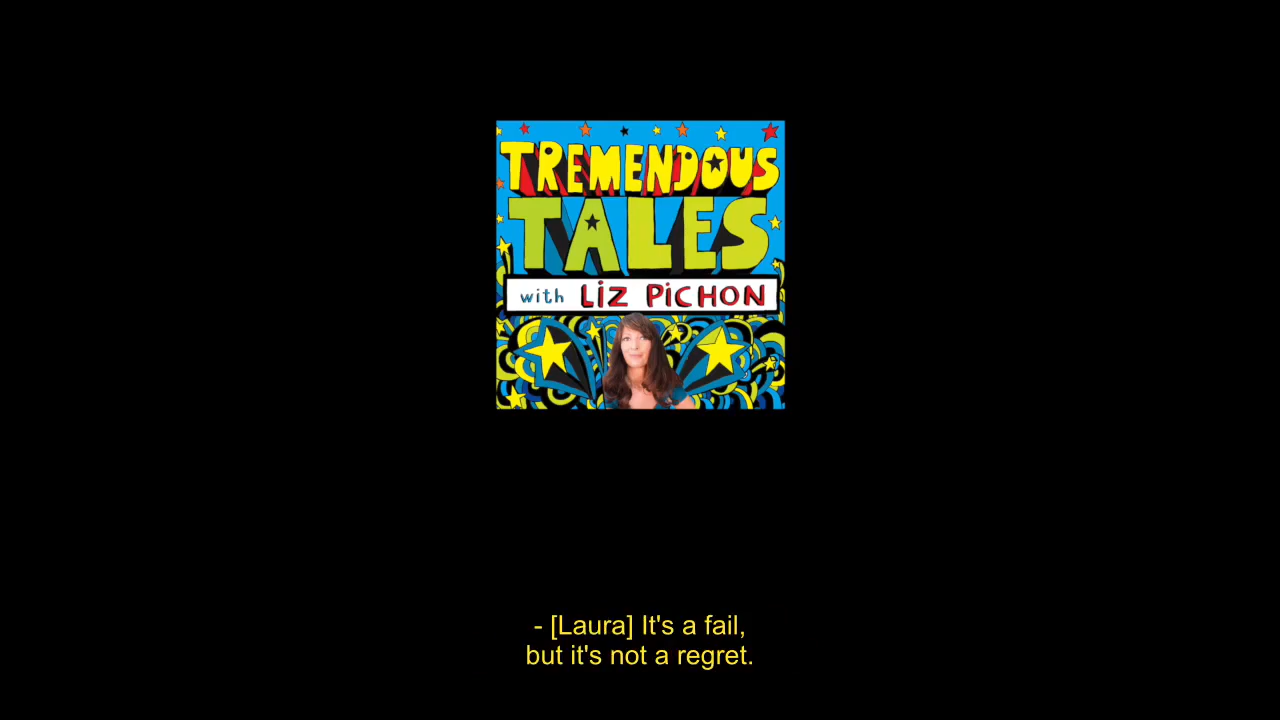 TREMENDOUS
TALES
with LiZ PiCHON
- [Laura] It's a fail,
but it's not a regret.